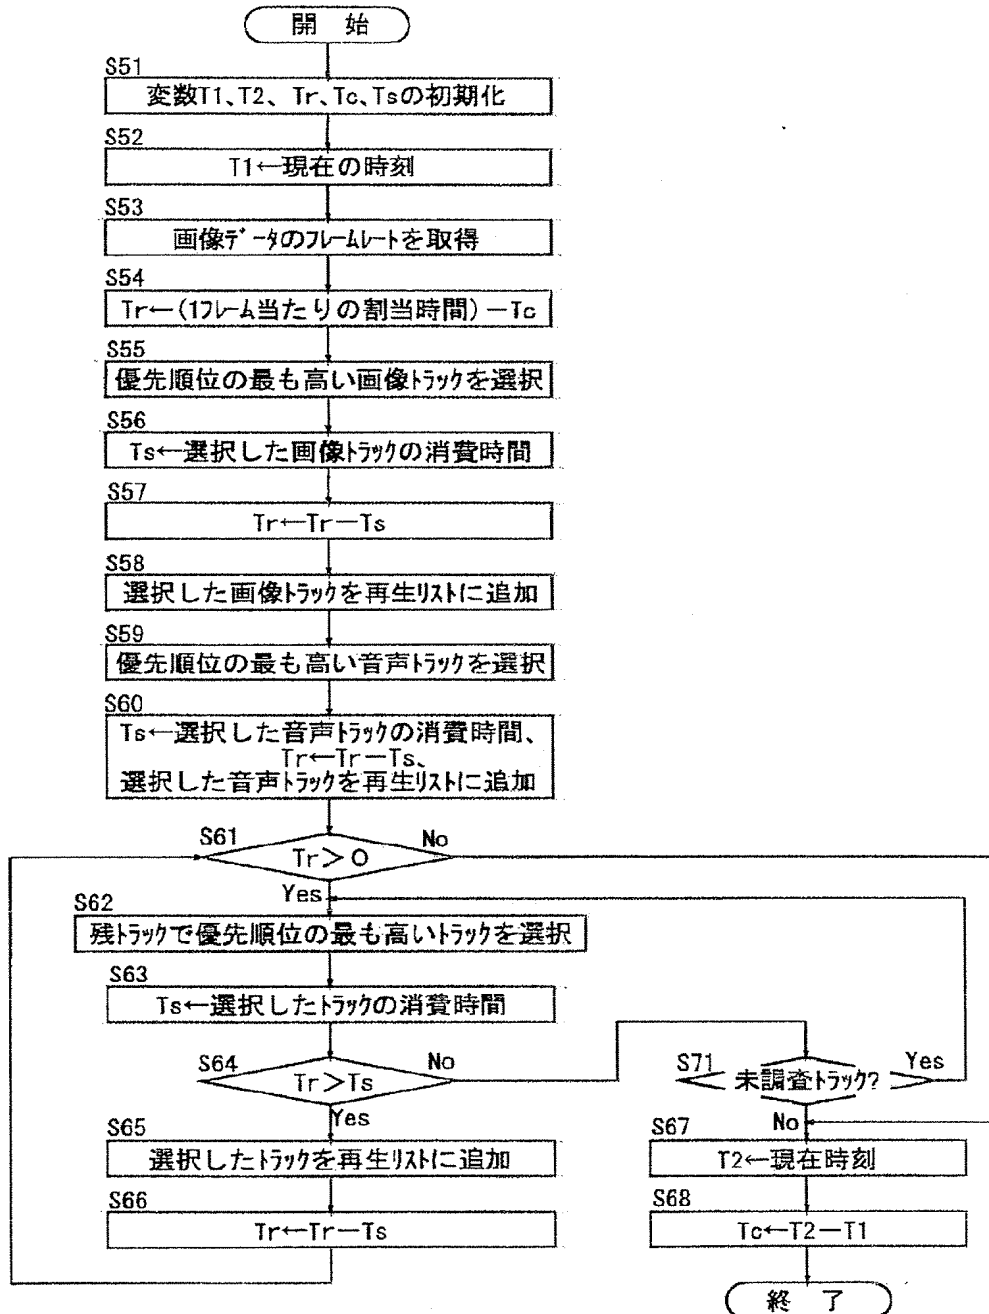 開 始
S51
変数T1、T2、Tr、Tc、Tsの初期化
S52
T1←現在の時刻
S53
画像ﾃﾞｰﾀのﾌﾚｰﾑﾚｰﾄを取得
S54
Tr←(1ﾌﾚｰﾑ当たりの割当時間)－Tc
S55
優先順位の最も高い画像ﾄﾗｯｸを選択
S56
Ts←選択した画像ﾄﾗｯｸの消費時間
S57
Tr←Tr－Ts
S58
選択した画像ﾄﾗｯｸを再生ﾘｽﾄに追加
S59
優先順位の最も高い音声ﾄﾗｯｸを選択
S60
Ts←選択した音声ﾄﾗｯｸの消費時間、
Tr←Tr－Ts、
選択した音声ﾄﾗｯｸを再生ﾘｽﾄに追加
S61
Tr＞0
No
Yes
S62
残ﾄﾗｯｸで優先順位の最も高いﾄﾗｯｸを選択
S63
Ts←選択したﾄﾗｯｸの消費時間
S64
Tr＞Ts
No
Yes
S71
未調査ﾄﾗｯｸ?
Yes
No
S65
選択したﾄﾗｯｸを再生ﾘｽﾄに追加
S66
Tr←Tr－Ts
S67
T2←現在時刻
S68
Tc←T2－T1
終 了